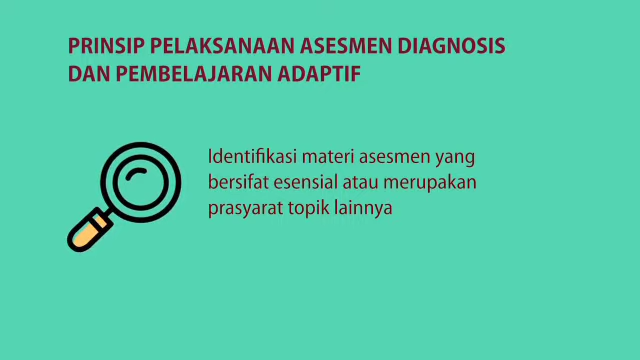 PRINSIP PELAKSANAAN ASESMEN DIAGNOSIS
DAN PEMBELAJARAN ADAPTIF
Identifikasi materi asesmen yang
bersifat esensial atau merupakan
prasyarat topik lainnya